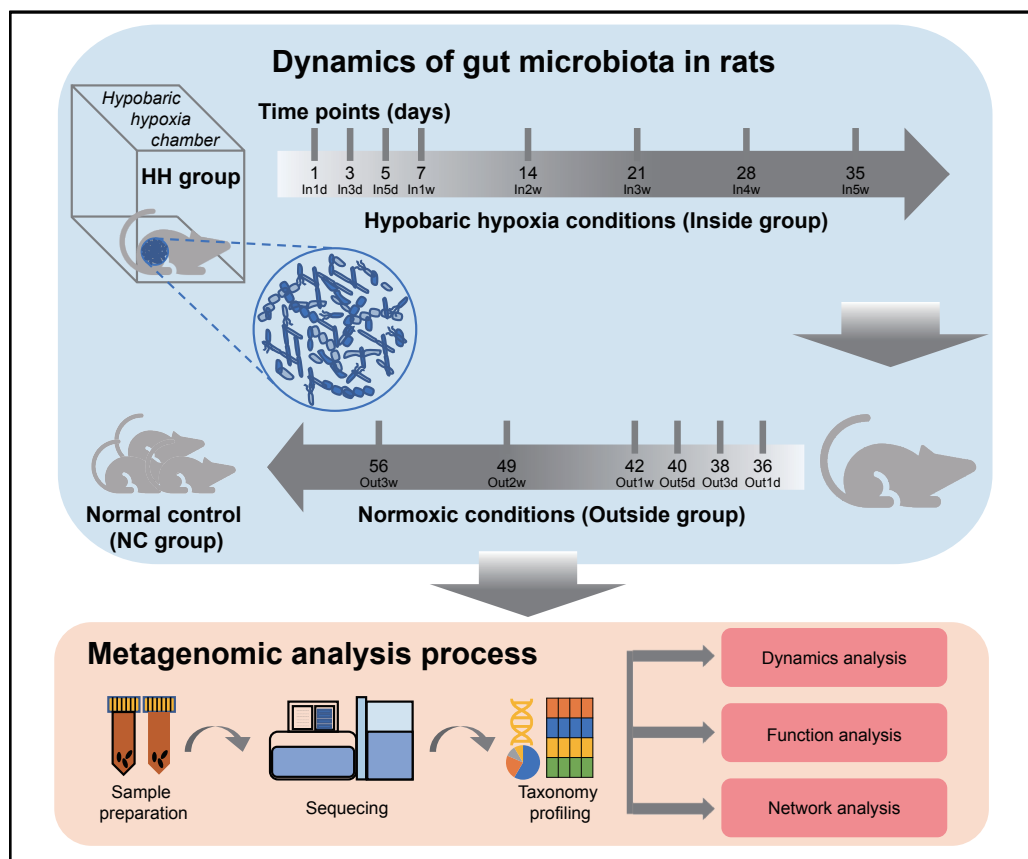 Dynamics of gut microbiota in rats
Hypobaric
hypoxia
chamber
HH group
Time points (days)
1 3 5 7 14 21 28 35
In1d In3d In5d In1w In2w In3w In4w In5w
Hypobaric hypoxia conditions (Inside group)
56 49 42 40 38 36
Out3w Out2w Out1w Out5d Out3d Out1d
Normoxic conditions (Outside group)
Normal control
(NC group)
Metagenomic analysis process
Sample
preparation
Sequecing
Taxonomy
profiling
Dynamics analysis
Function analysis
Network analysis